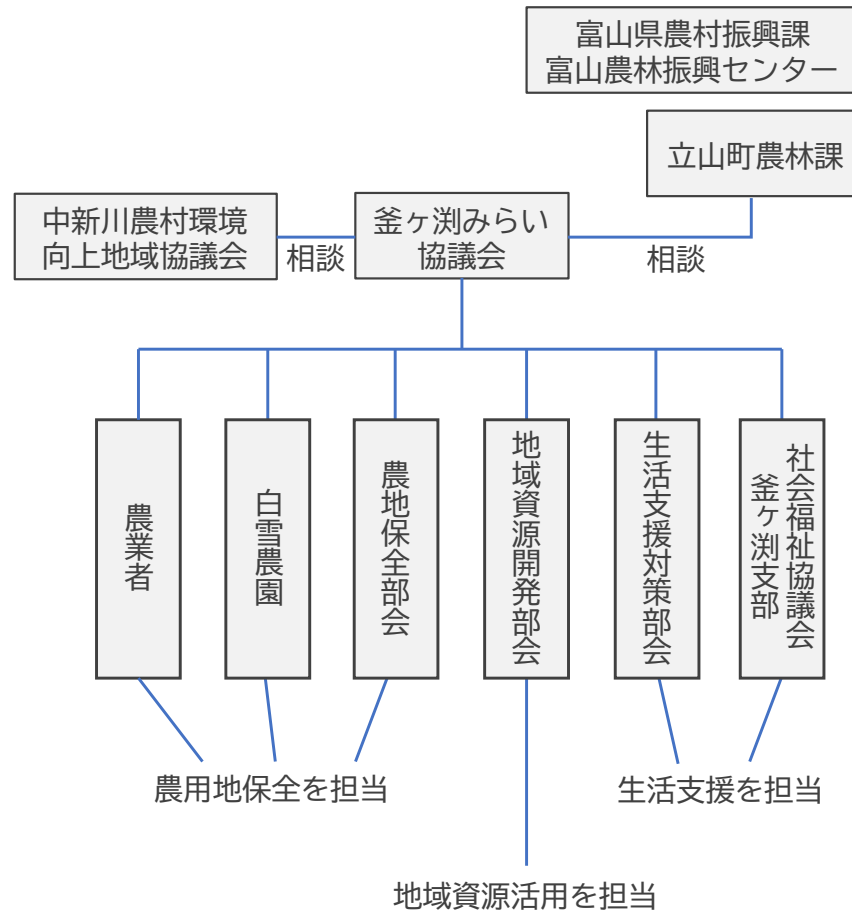 富山県農村振興課
富山農林振興センター
立山町農林課
中新川農村環境
向上地域協議会
相談
釜ヶ渕みらい
協議会
相談
農業者
白雪農園
農地保全部会
地域資源開発部会
生活支援対策部会
社会福祉協議会
釜ヶ渕支部
農用地保全を担当
生活支援を担当
地域資源活用を担当